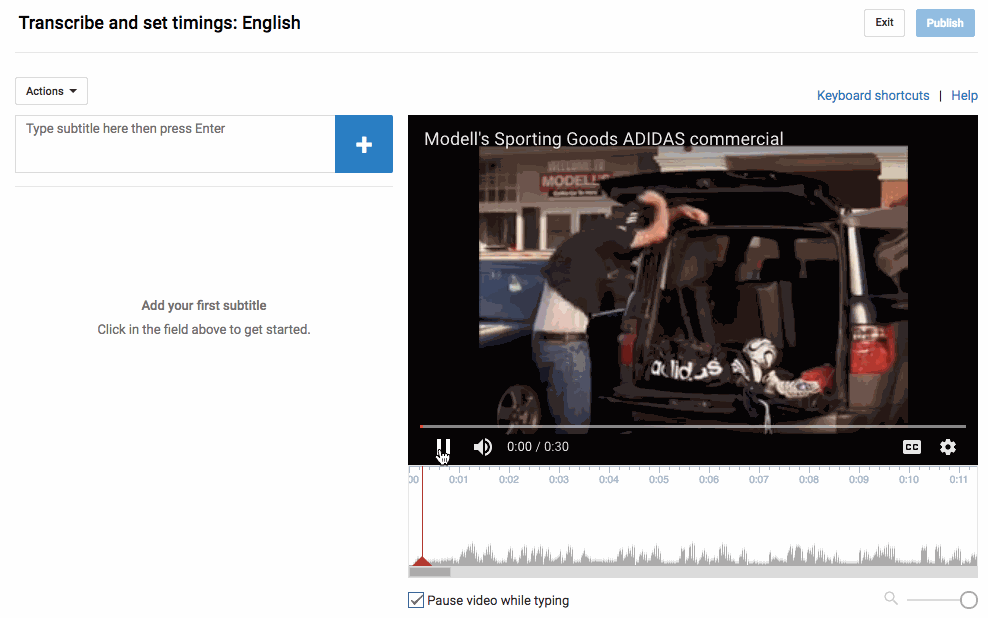 Transcribe and set timings: English
Exit
Publish
Actions
Keyboard shortcuts | Help
Type subtitle here then press Enter
+
Modell's Sporting Goods ADIDAS commercial
WELCOME TO
MODELL'S
adidas
Add your first subtitle
Click in the field above to get started.
0:00 / 0:30
CC
00 0:01 0:02 0:03 0:04 0:05 0:06 0:07 0:08 0:09 0:10 0:11
Pause video while typing